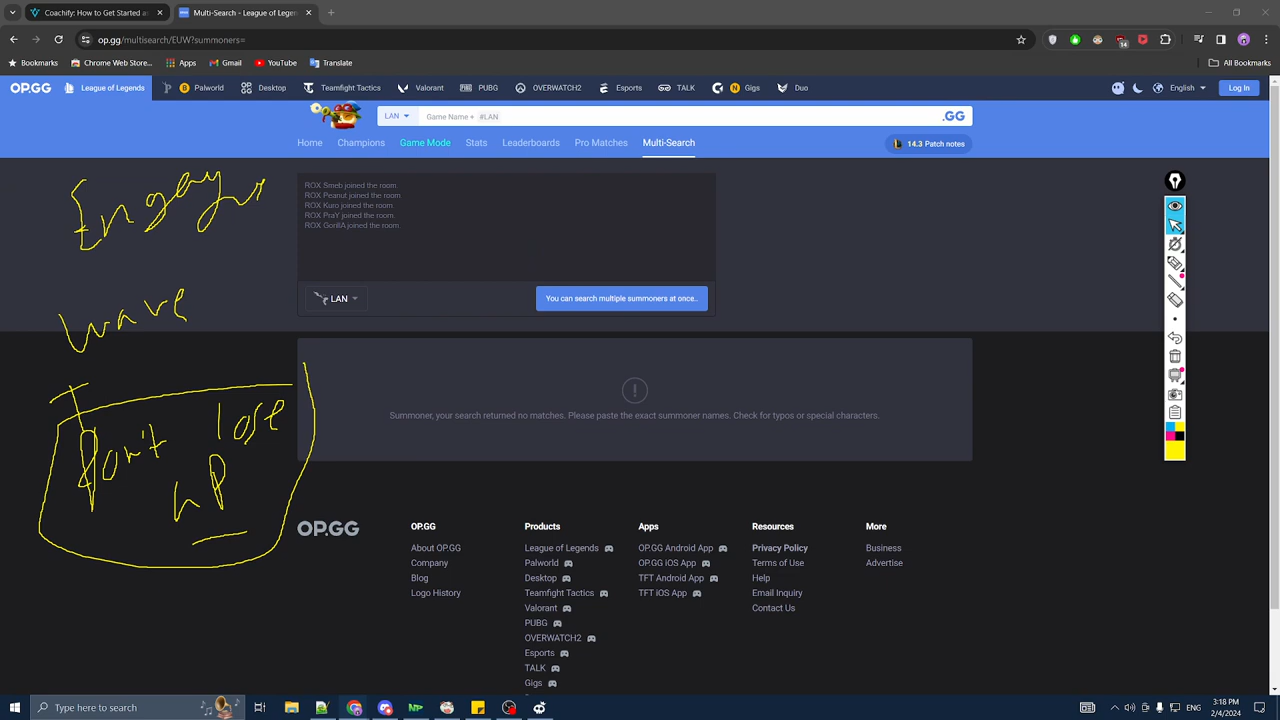 Coachify: How to Get Started a
Multi-Search - League of Legen
op.gg/multisearch/EUW?summoners=
Bookmarks Chrome Web Store... Apps Gmail YouTube Translate All Bookmarks
OP.GG League of Legends Palworld Desktop Teamfight Tactics Valorant PUBG OVERWATCH2 Esports TALK Gigs Duo English Log In
LAN Game Name + #LAN .GG
Home Champions Game Mode Stats Leaderboards Pro Matches Multi-Search 14.3 Patch notes
ROX Smeb joined the room.
ROX Peanut joined the room
ROX Kuro joined the room.
ROX PraY joined the room.
ROX GorillA joined the room
LAN You can search multiple summoners at once..
wave
Don't lose
hp
Summoner, your search returned no matches. Please paste the exact summoner names. Check for typos or special characters.
OP.GG
OP.GG
About OP.GG
Company
Blog
Logo History
Products
League of Legends
Palworld
Desktop
Teamfight Tactics
Valorant
PUBG
OVERWATCH2
Esports
TALK
Gigs
Apps
OP.GG Android App
OP.GG iOS App
TFT Android App
TFT iOS App
Resources
Privacy Policy
Terms of Use
Help
Email Inquiry
Contact Us
More
Business
Advertise
Type here to search
ENG
3:18 PM
2/4/2024